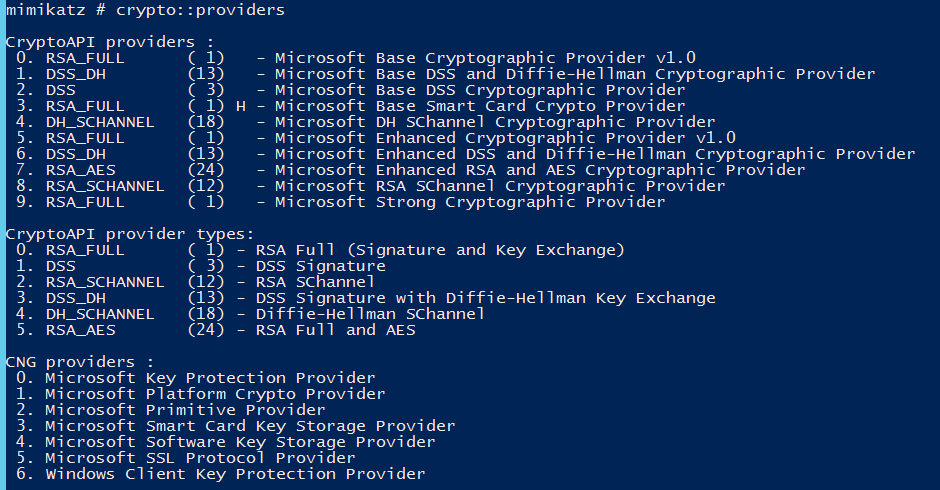 mimikatz # crypto::providers
CryptoAPI providers :
0. RSA_FULL ( 1) - Microsoft Base Cryptographic Provider v1.0
1. DSS_DH (13) - Microsoft Base DSS and Diffie-Hellman Cryptographic Provider
2. DSS ( 3) - Microsoft Base DSS Cryptographic Provider
3. RSA_FULL ( 1) H - Microsoft Base Smart Card Crypto Provider
4. DH_SCHANNEL (18) - Microsoft DH SChannel Cryptographic Provider
5. RSA_FULL ( 1) - Microsoft Enhanced Cryptographic Provider v1.0
6. DSS_DH (13) - Microsoft Enhanced DSS and Diffie-Hellman Cryptographic Provider
7. RSA_AES (24) - Microsoft Enhanced RSA and AES Cryptographic Provider
8. RSA_SCHANNEL (12) - Microsoft RSA SChannel Cryptographic Provider
9. RSA_FULL ( 1) - Microsoft Strong Cryptographic Provider
CryptoAPI provider types:
0. RSA_FULL ( 1) - RSA Full (Signature and Key Exchange)
1. DSS ( 3) - DSS Signature
2. RSA_SCHANNEL (12) - RSA SChannel
3. DSS_DH (13) - DSS Signature with Diffie-Hellman Key Exchange
4. DH_SCHANNEL (18) - Diffie-Hellman SChannel
5. RSA_AES (24) - RSA Full and AES
CNG providers :
0. Microsoft Key Protection Provider
1. Microsoft Platform Crypto Provider
2. Microsoft Primitive Provider
3. Microsoft Smart Card Key Storage Provider
4. Microsoft Software Key Storage Provider
5. Microsoft SSL Protocol Provider
6. Windows Client Key Protection Provider